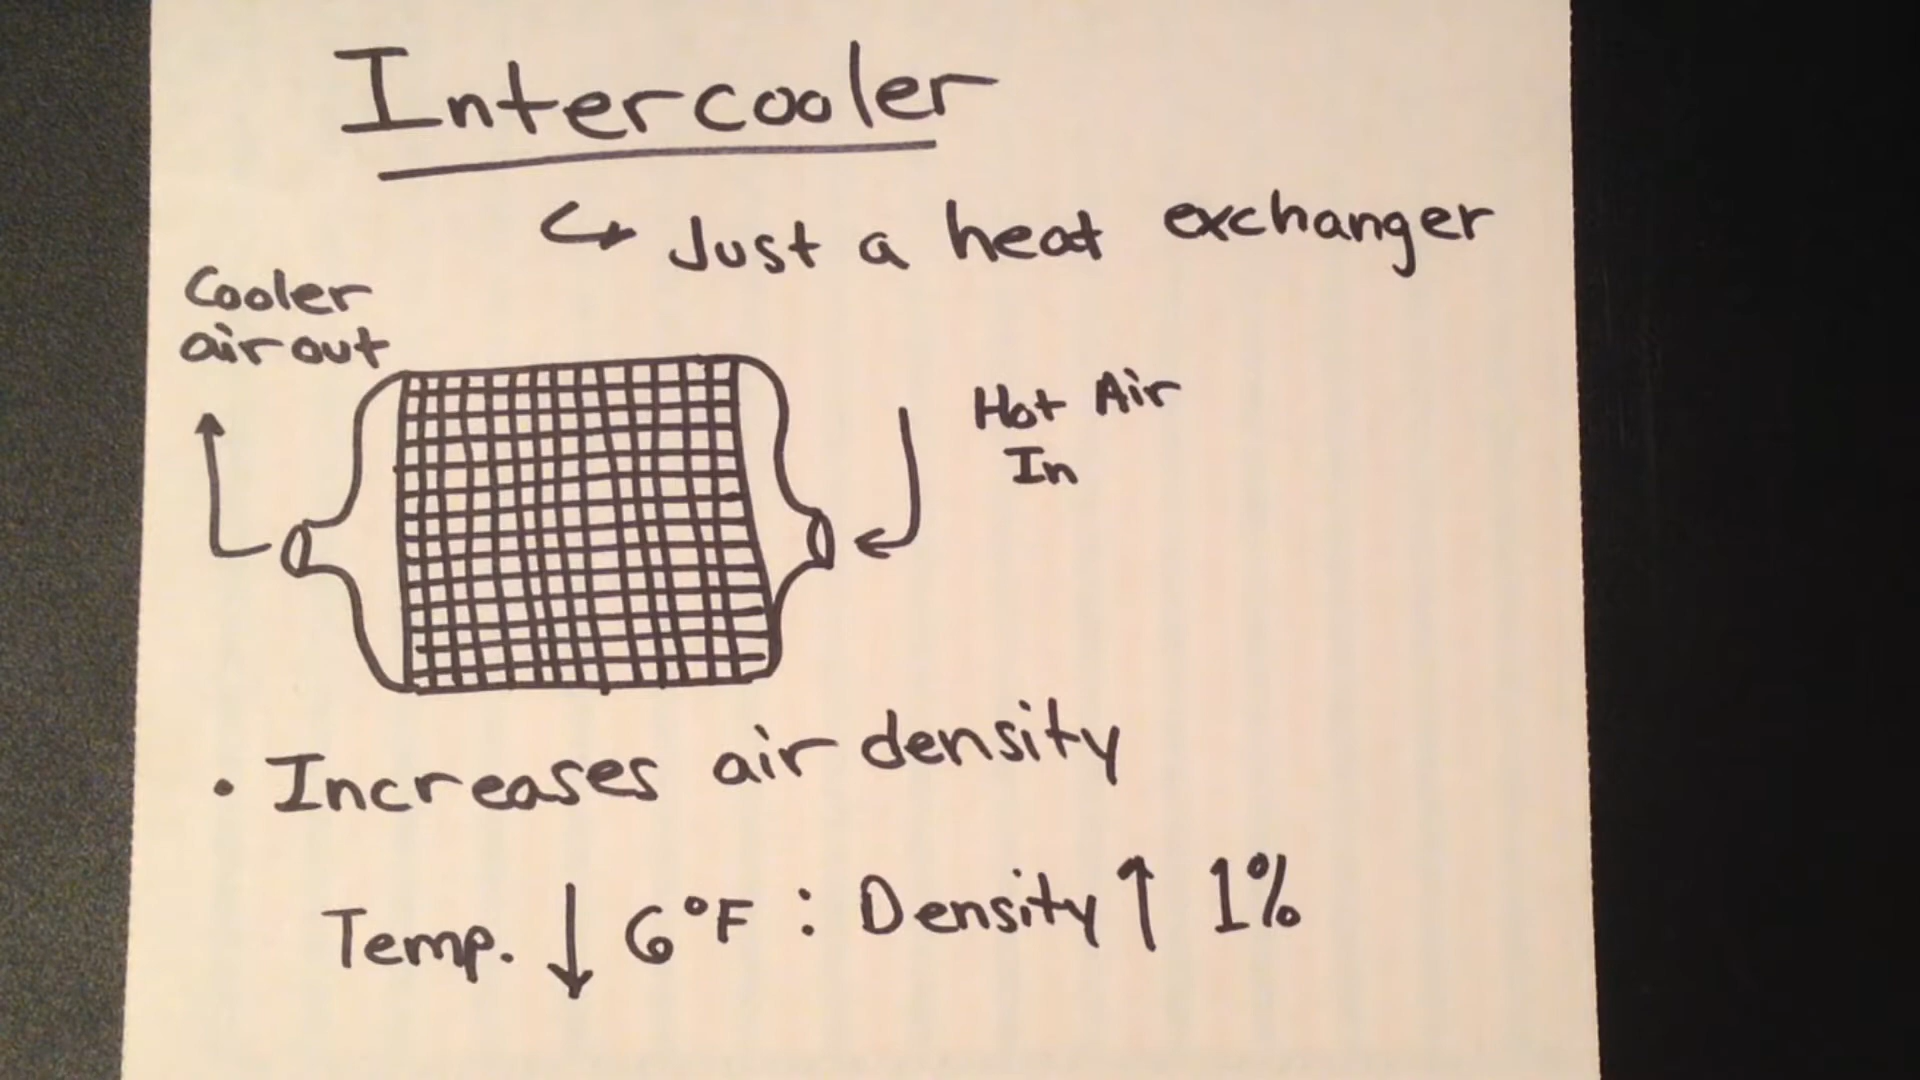 Intercooler
↪ Just a heat exchanger
Cooler
air out
Hot Air
In
• Increases air density
Temp. ↓ 6°F : Density ↑ 1%